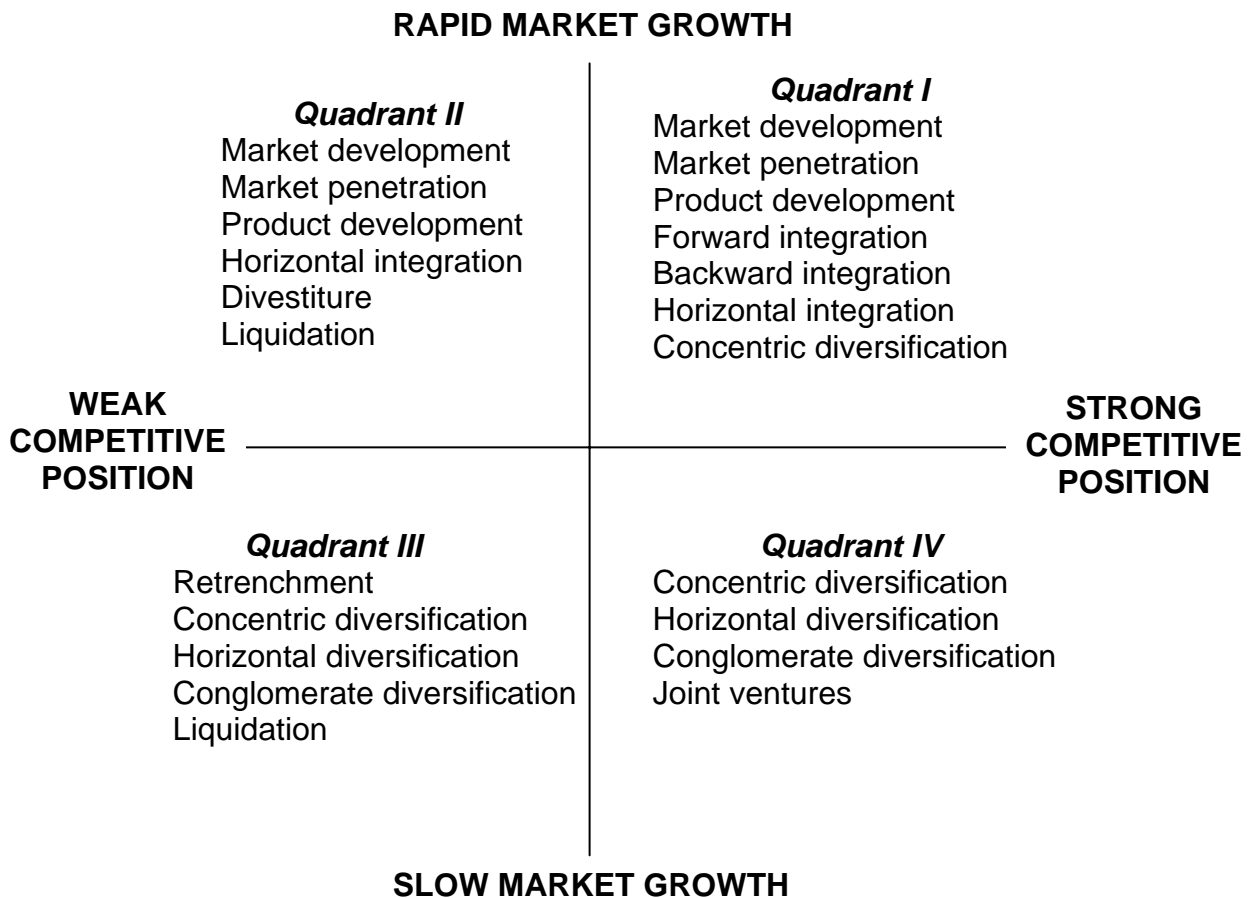 RAPID MARKET GROWTH
Quadrant II
Market development
Market penetration
Product development
Horizontal integration
Divestiture
Liquidation
Quadrant I
Market development
Market penetration
Product development
Forward integration
Backward integration
Horizontal integration
Concentric diversification
WEAK
COMPETITIVE
POSITION
STRONG
COMPETITIVE
POSITION
Quadrant III
Retrenchment
Concentric diversification
Horizontal diversification
Conglomerate diversification
Liquidation
Quadrant IV
Concentric diversification
Horizontal diversification
Conglomerate diversification
Joint ventures
SLOW MARKET GROWTH